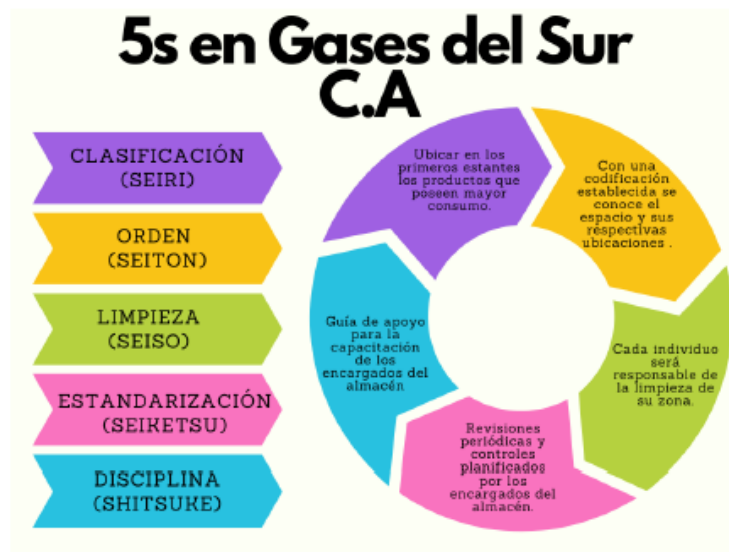 5s en Gases del Sur
C.A
CLASIFICACIÓN
(SEIRI)
ORDEN
(SEITON)
LIMPIEZA
(SEISO)
ESTANDARIZACIÓN
(SEIKETSU)
DISCIPLINA
(SHITSUKE)
Ubicar en los
primeros estantes
los productos que
poseen mayor
consumo.
Con una
codificación
establecida se
conoce el
espacio y sus
respectivas
ubicaciones .
Cada individuo
será
responsable de
la limpieza de
su zona.
Revisiones
periódicas y
controles
planificados
por los
encargados del
almacén.
Guía de apoyo
para la
capacitación
de los
encargados del
almacén